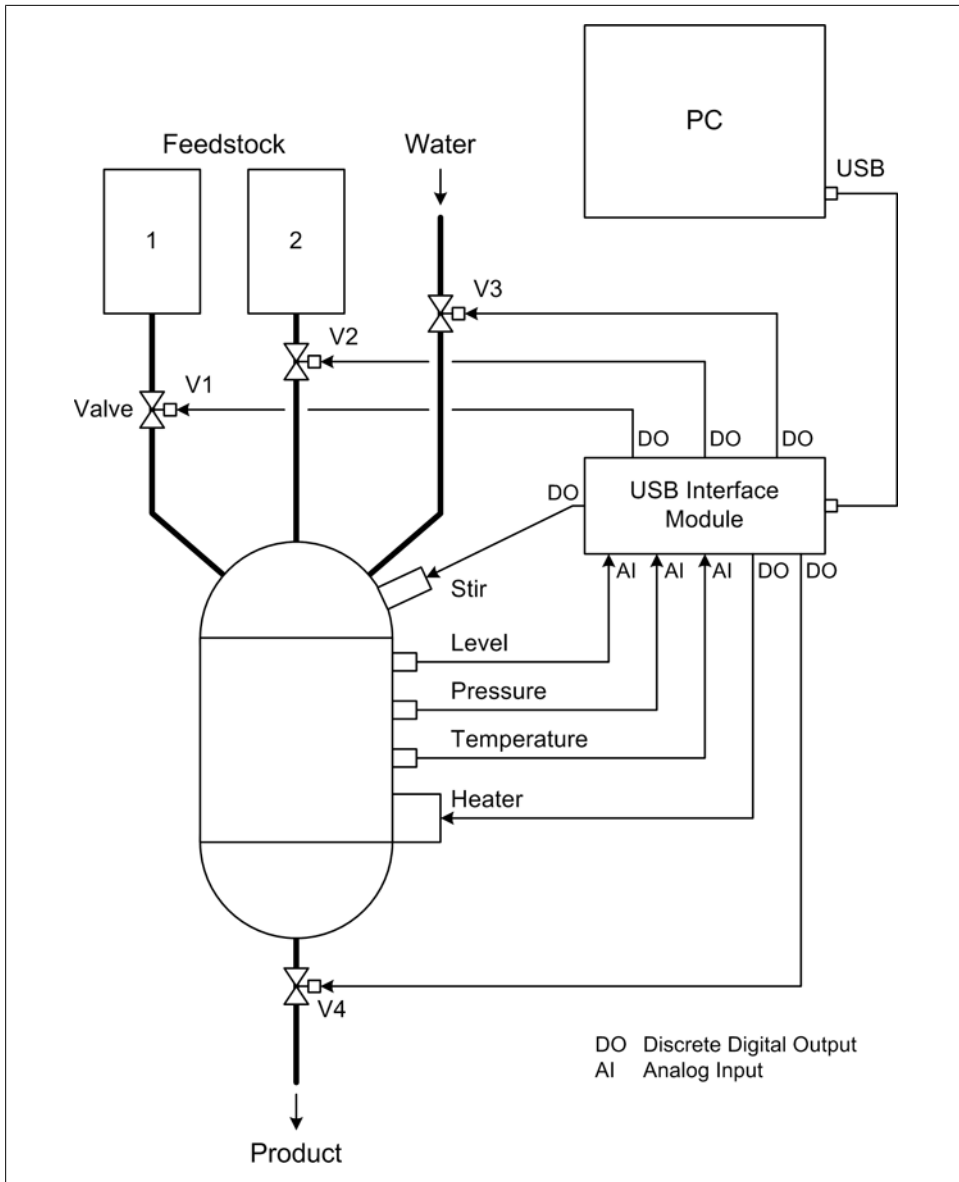 PC
Feedstock
Water
USB
1
2
V3
V2
V1
Valve
DO
DO
DO
DO
USB Interface
Module
AI
AI
AI
DO
DO
Stir
Level
Pressure
Temperature
Heater
V4
DO Discrete Digital Output
AI Analog Input
Product